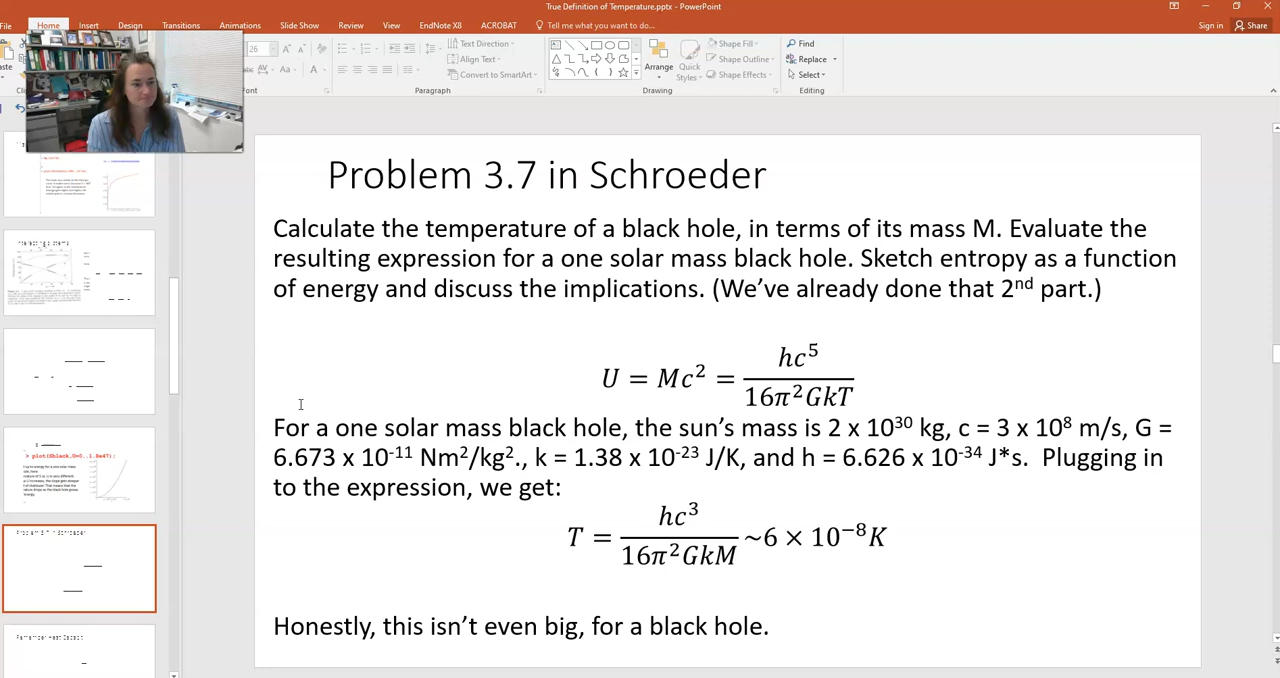 True Definition of Temperature.pptx - PowerPoint
File Home Insert Design Transitions Animations Slide Show Review View EndNote X8 ACROBAT Tell me what you want to do... Sign in Share
26 Text Direction Shape Fill Find
Align Text Arrange Quick Styles Shape Outline Replace
Aa A Convert to SmartArt Shape Effects Select
Paragraph Drawing Editing
Problem 3.7 in Schroeder
Calculate the temperature of a black hole, in terms of its mass M. Evaluate the
resulting expression for a one solar mass black hole. Sketch entropy as a function
of energy and discuss the implications. (We’ve already done that 2nd part.)
U = Mc² = hc⁵ / 16π²GkT
For a one solar mass black hole, the sun’s mass is 2 x 10³⁰ kg, c = 3 x 10⁸ m/s, G =
6.673 x 10⁻¹¹ Nm²/kg²., k = 1.38 x 10⁻²³ J/K, and h = 6.626 x 10⁻³⁴ J*s. Plugging in
to the expression, we get:
T = hc³ / 16π²GkM ~6 × 10⁻⁸K
Honestly, this isn’t even big, for a black hole.